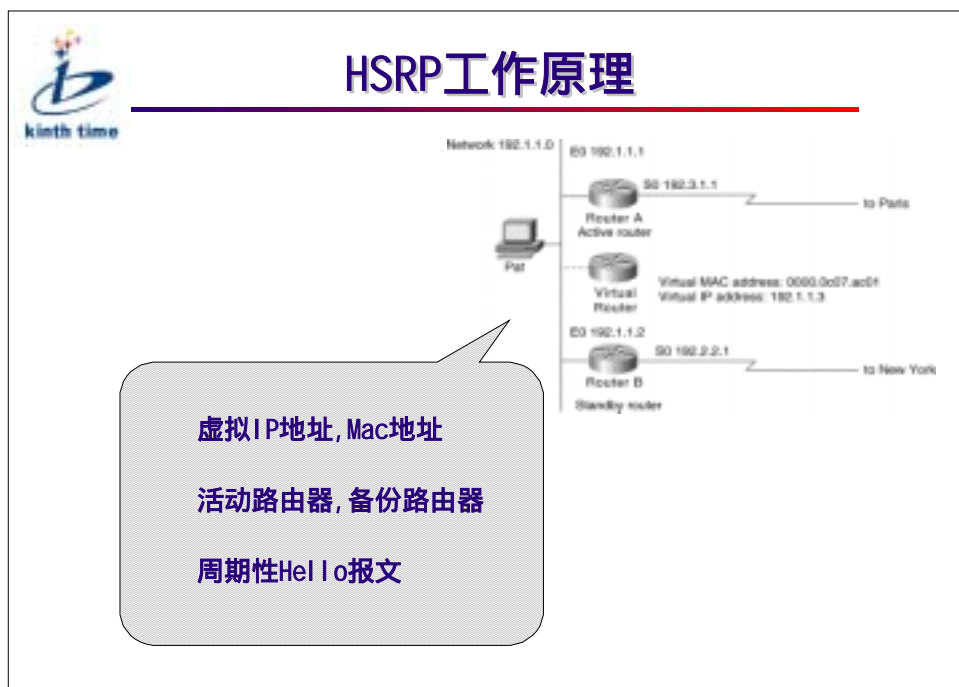 kinth time
HSRP工作原理
Network 192.1.1.0
E0 192.1.1.1
S0 192.3.1.1
to Paris
Router A
Active router
Pat
Virtual
Router
Virtual MAC address: 0000.0c07.ac01
Virtual IP address: 192.1.1.3
E0 192.1.1.2
S0 192.2.2.1
to New York
Router B
Standby router
虚拟IP地址,Mac地址
活动路由器,备份路由器
周期性Hello报文